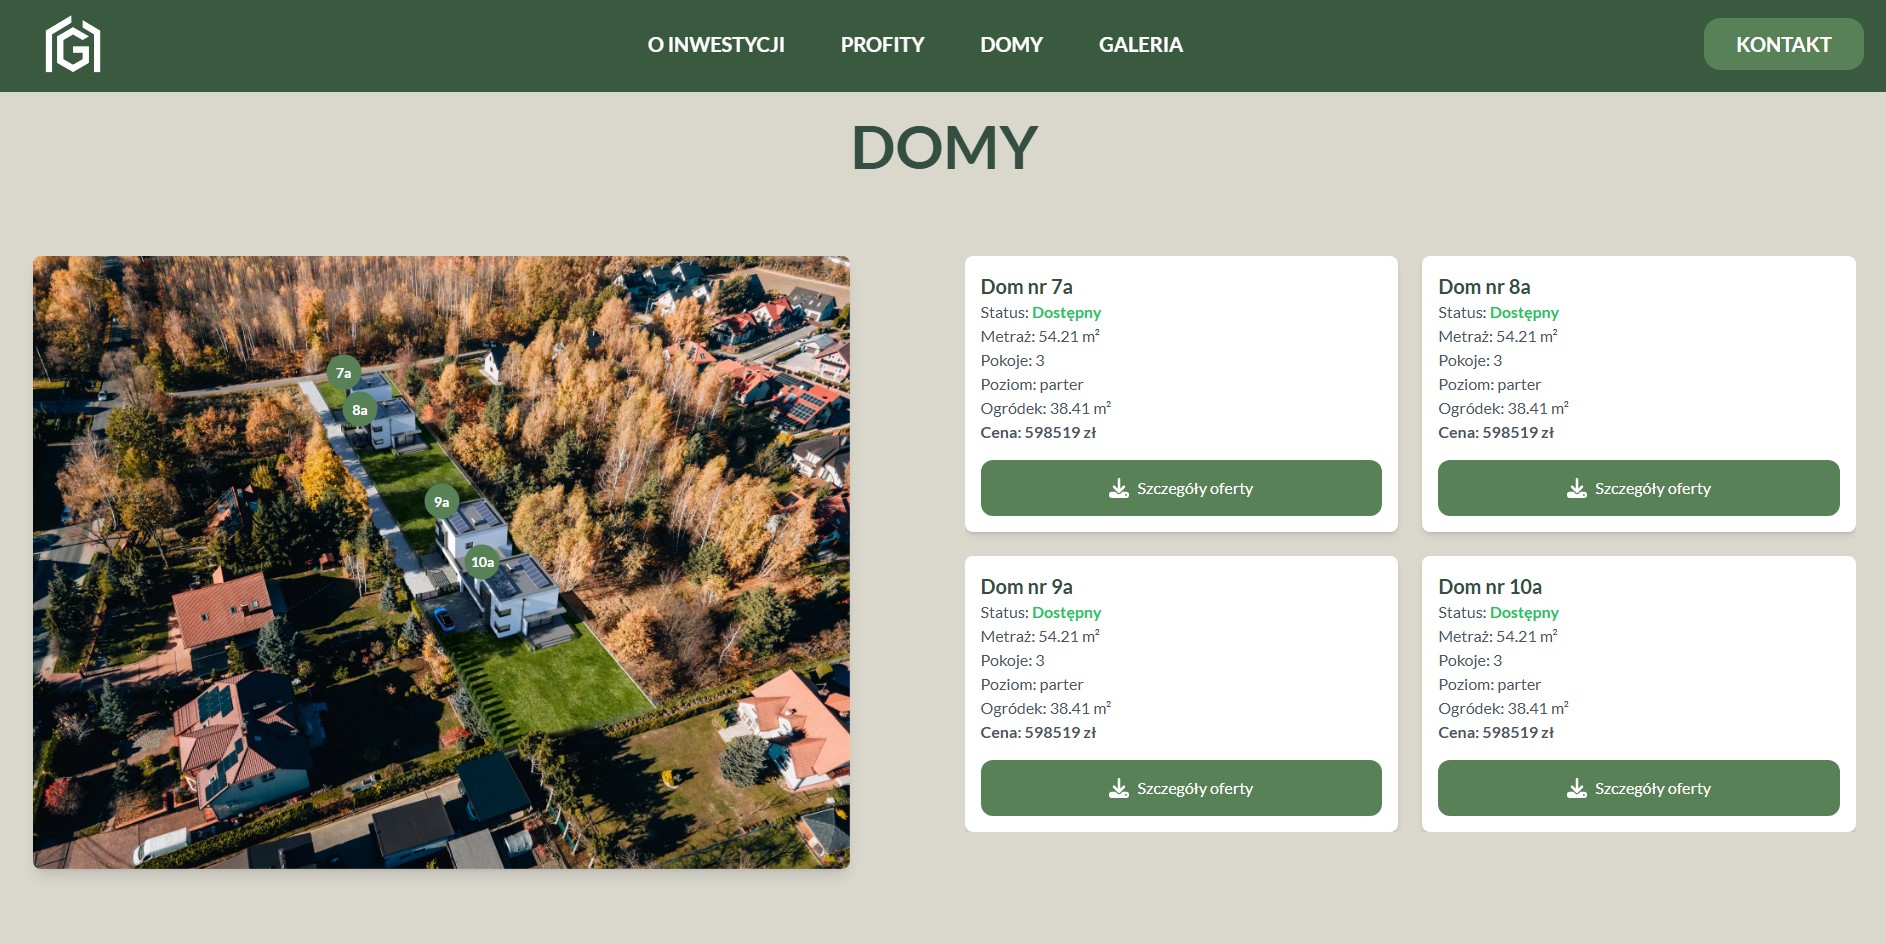 G
O INWESTYCJI
PROFITY
DOMY
GALERIA
KONTAKT
DOMY
7a
8a
9a
10a
Dom nr 7a
Status: Dostępny
Metraż: 54.21 m²
Pokoje: 3
Poziom: parter
Ogródek: 38.41 m²
Cena: 598519 zł
Szczegóły oferty
Dom nr 8a
Status: Dostępny
Metraż: 54.21 m²
Pokoje: 3
Poziom: parter
Ogródek: 38.41 m²
Cena: 598519 zł
Szczegóły oferty
Dom nr 9a
Status: Dostępny
Metraż: 54.21 m²
Pokoje: 3
Poziom: parter
Ogródek: 38.41 m²
Cena: 598519 zł
Szczegóły oferty
Dom nr 10a
Status: Dostępny
Metraż: 54.21 m²
Pokoje: 3
Poziom: parter
Ogródek: 38.41 m²
Cena: 598519 zł
Szczegóły oferty